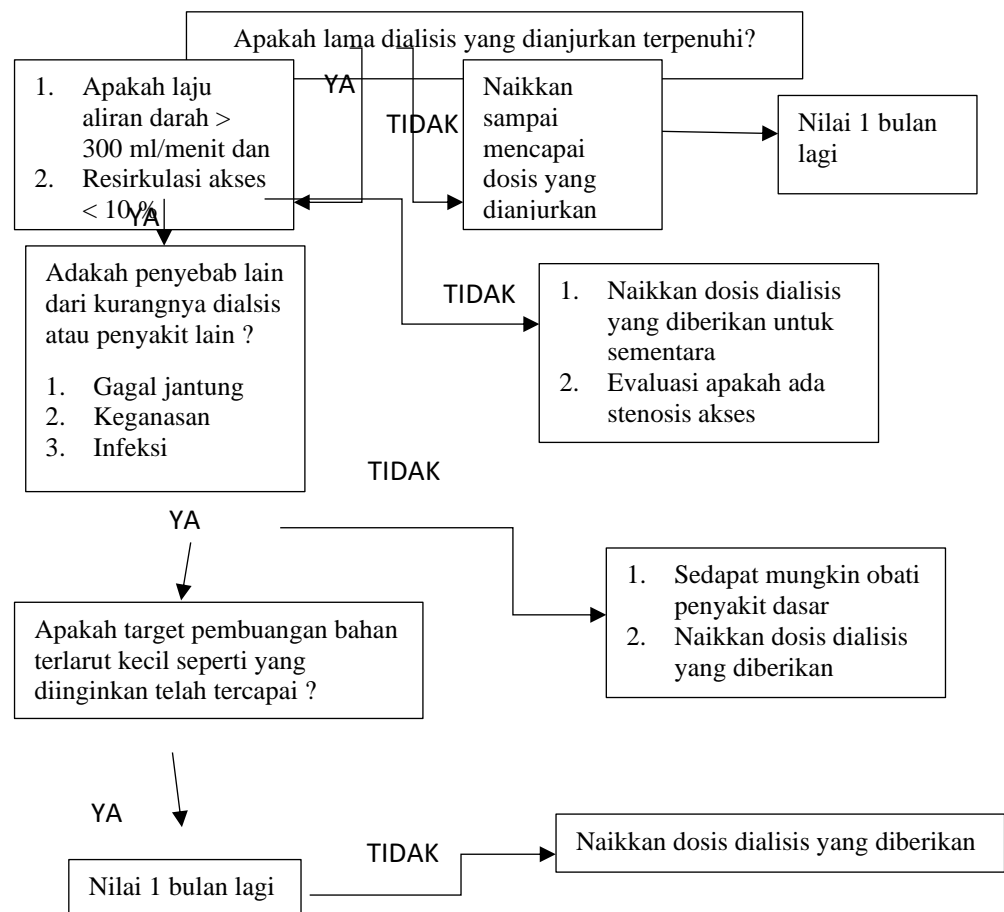 Apakah lama dialisis yang dianjurkan terpenuhi?
YA
TIDAK
1. Apakah laju
aliran darah >
300 ml/menit dan
2. Resirkulasi akses
< 10 %
Naikkan
sampai
mencapai
dosis yang
dianjurkan
Nilai 1 bulan
lagi
YA
TIDAK
Adakah penyebab lain
dari kurangnya dialsis
atau penyakit lain ?
1. Gagal jantung
2. Keganasan
3. Infeksi
1. Naikkan dosis dialisis
yang diberikan untuk
sementara
2. Evaluasi apakah ada
stenosis akses
TIDAK
YA
1. Sedapat mungkin obati
penyakit dasar
2. Naikkan dosis dialisis
yang diberikan
Apakah target pembuangan bahan
terlarut kecil seperti yang
diinginkan telah tercapai ?
YA
TIDAK
Naikkan dosis dialisis yang diberikan
Nilai 1 bulan lagi